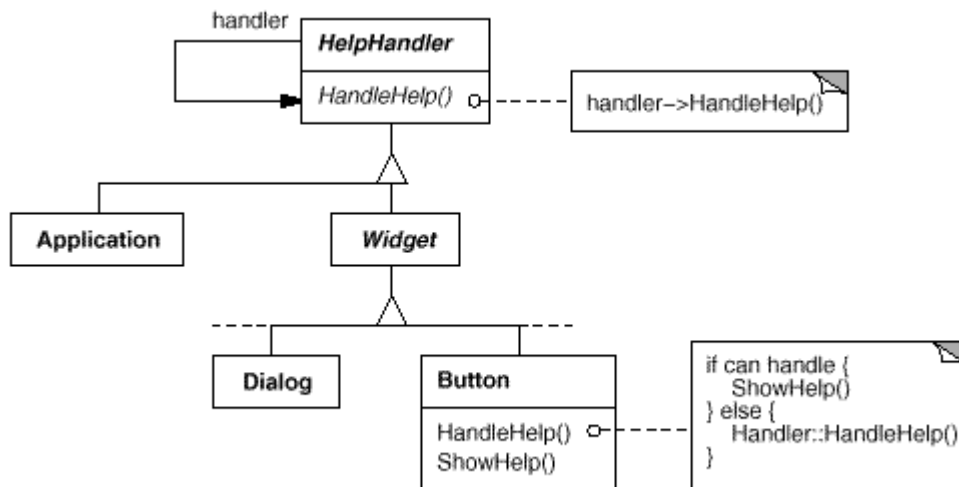 handler
HelpHandler
HandleHelp()
handler->HandleHelp()
Application
Widget
Dialog
Button
HandleHelp()
ShowHelp()
if can handle {
ShowHelp()
} else {
Handler::HandleHelp()
}